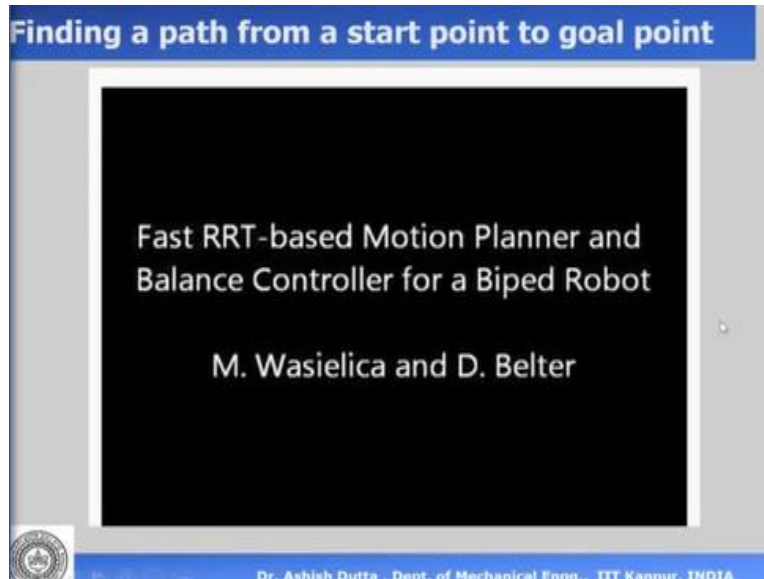 Finding a path from a start point to goal point
Fast RRT-based Motion Planner and
Balance Controller for a Biped Robot
M. Wasielica and D. Belter
Dr. Ashish Dutta , Dept. of Mechanical Engg., IIT Kanpur, INDIA